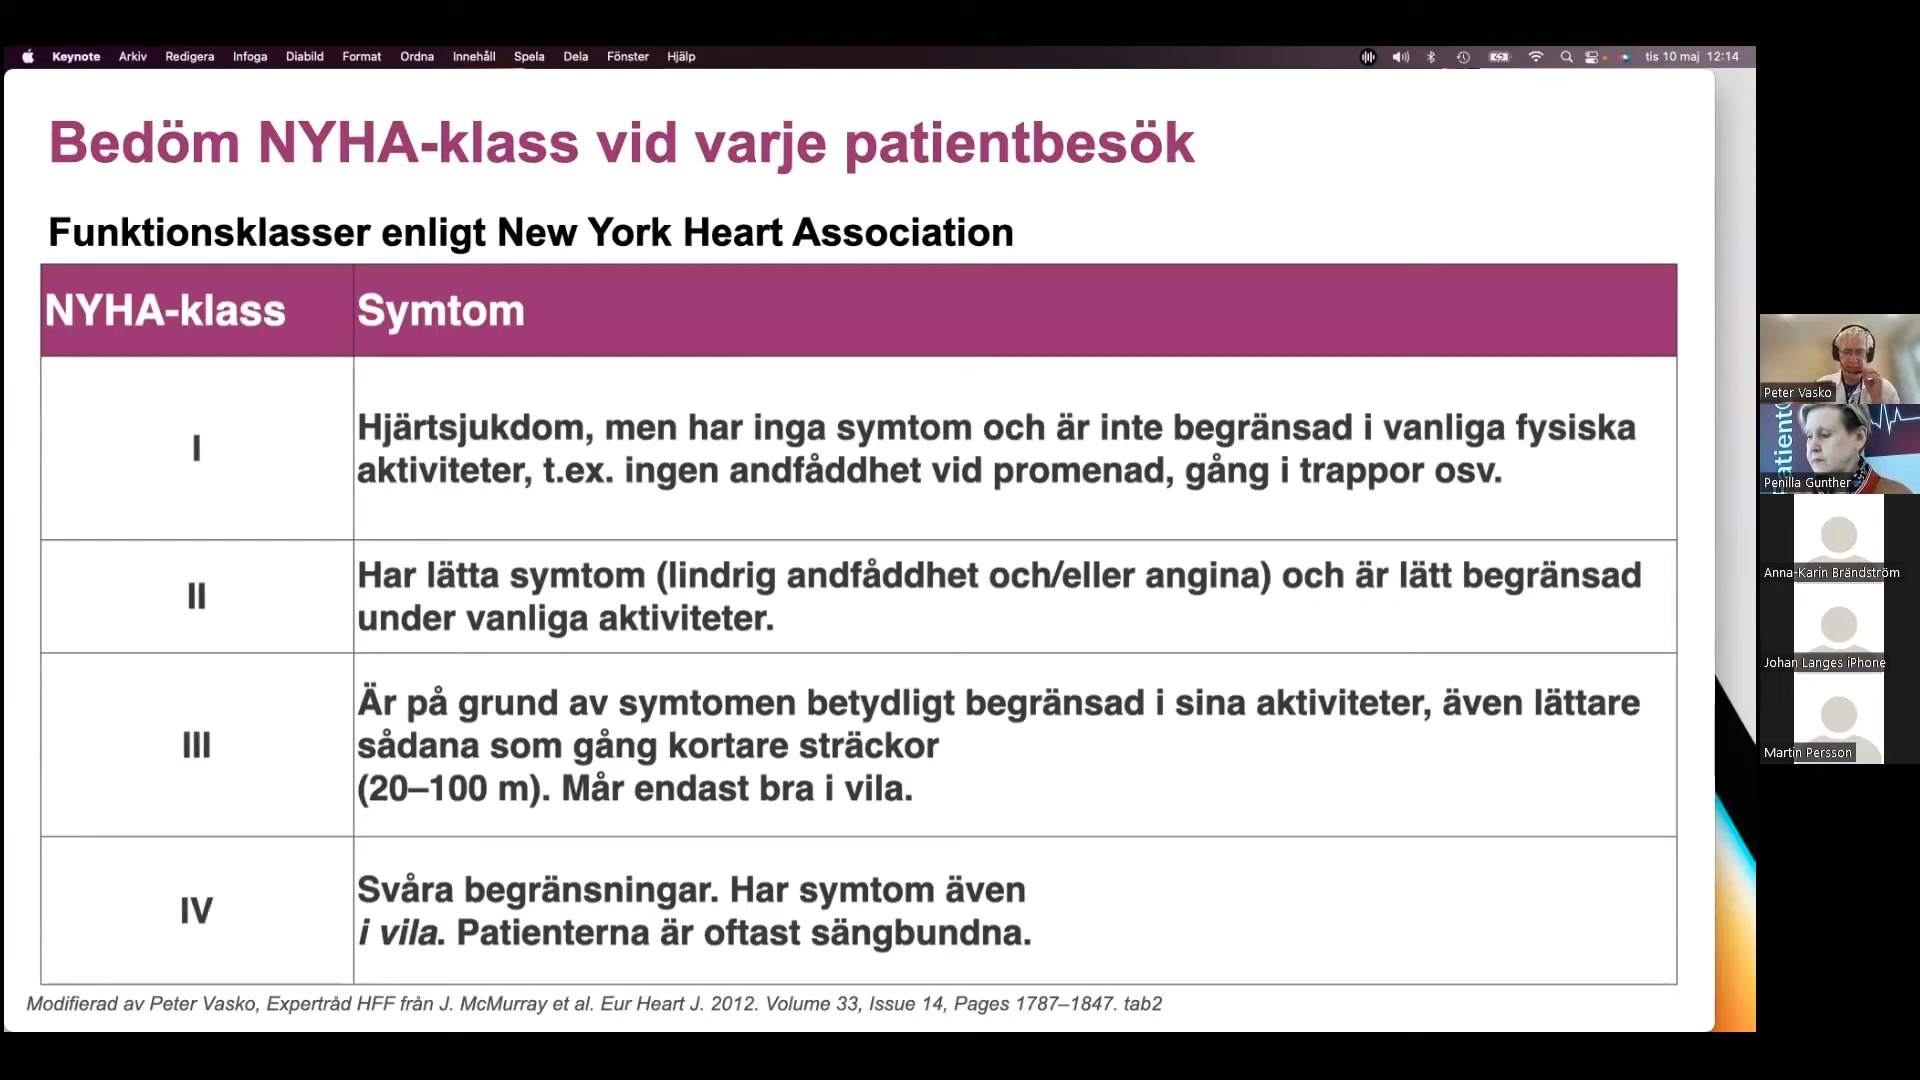 Keynote Arkiv Redigera Infoga Diabild Format Ordna Innehåll Spela Dela Fönster Hjälp tis 10 maj 12:14
Bedöm NYHA-klass vid varje patientbesök
Funktionsklasser enligt New York Heart Association
NYHA-klass Symtom
I
Hjärtsjukdom, men har inga symtom och är inte begränsad i vanliga fysiska
aktiviteter, t.ex. ingen andfåddhet vid promenad, gång i trappor osv.
II
Har lätta symtom (lindrig andfåddhet och/eller angina) och är lätt begränsad
under vanliga aktiviteter.
III
Är på grund av symtomen betydligt begränsad i sina aktiviteter, även lättare
sådana som gång kortare sträckor
(20–100 m). Mår endast bra i vila.
IV
Svåra begränsningar. Har symtom även
i vila. Patienterna är oftast sängbundna.
Modifierad av Peter Vasko, Expertråd HFF från J. McMurray et al. Eur Heart J. 2012. Volume 33, Issue 14, Pages 1787–1847. tab2
Peter Vasko
Penilla Gunther
Anna-Karin Brändström
Johan Langes iPhone
Martin Persson